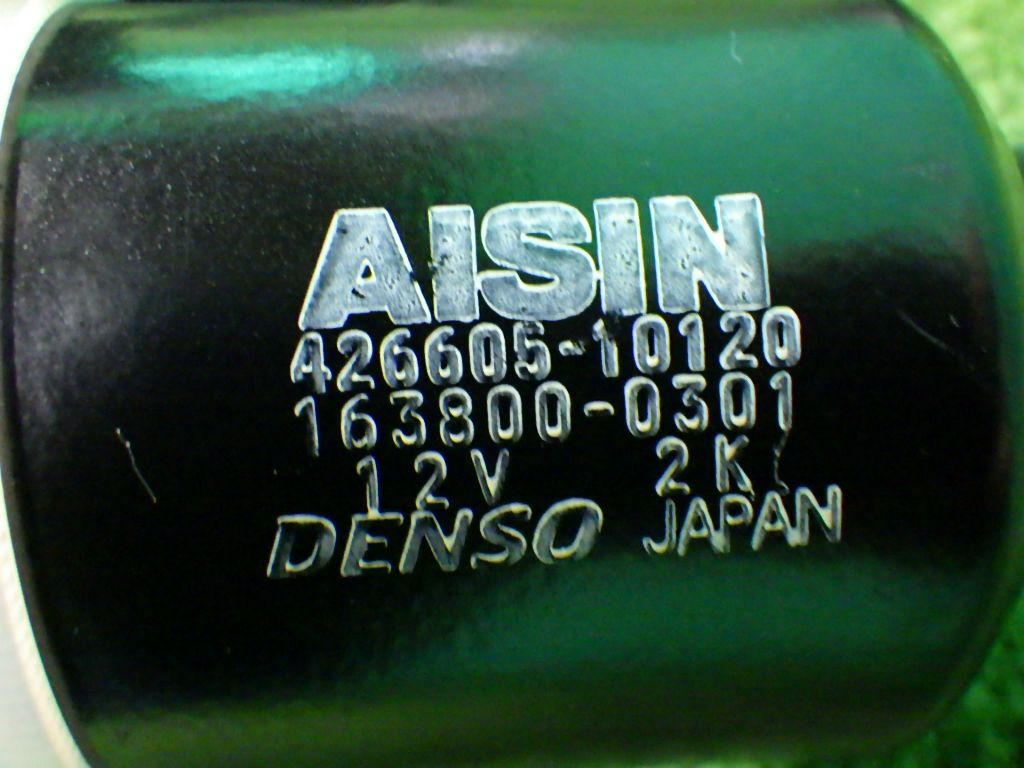 AISIN
426605-10120
163800-0301
12V 2K
DENSO JAPAN